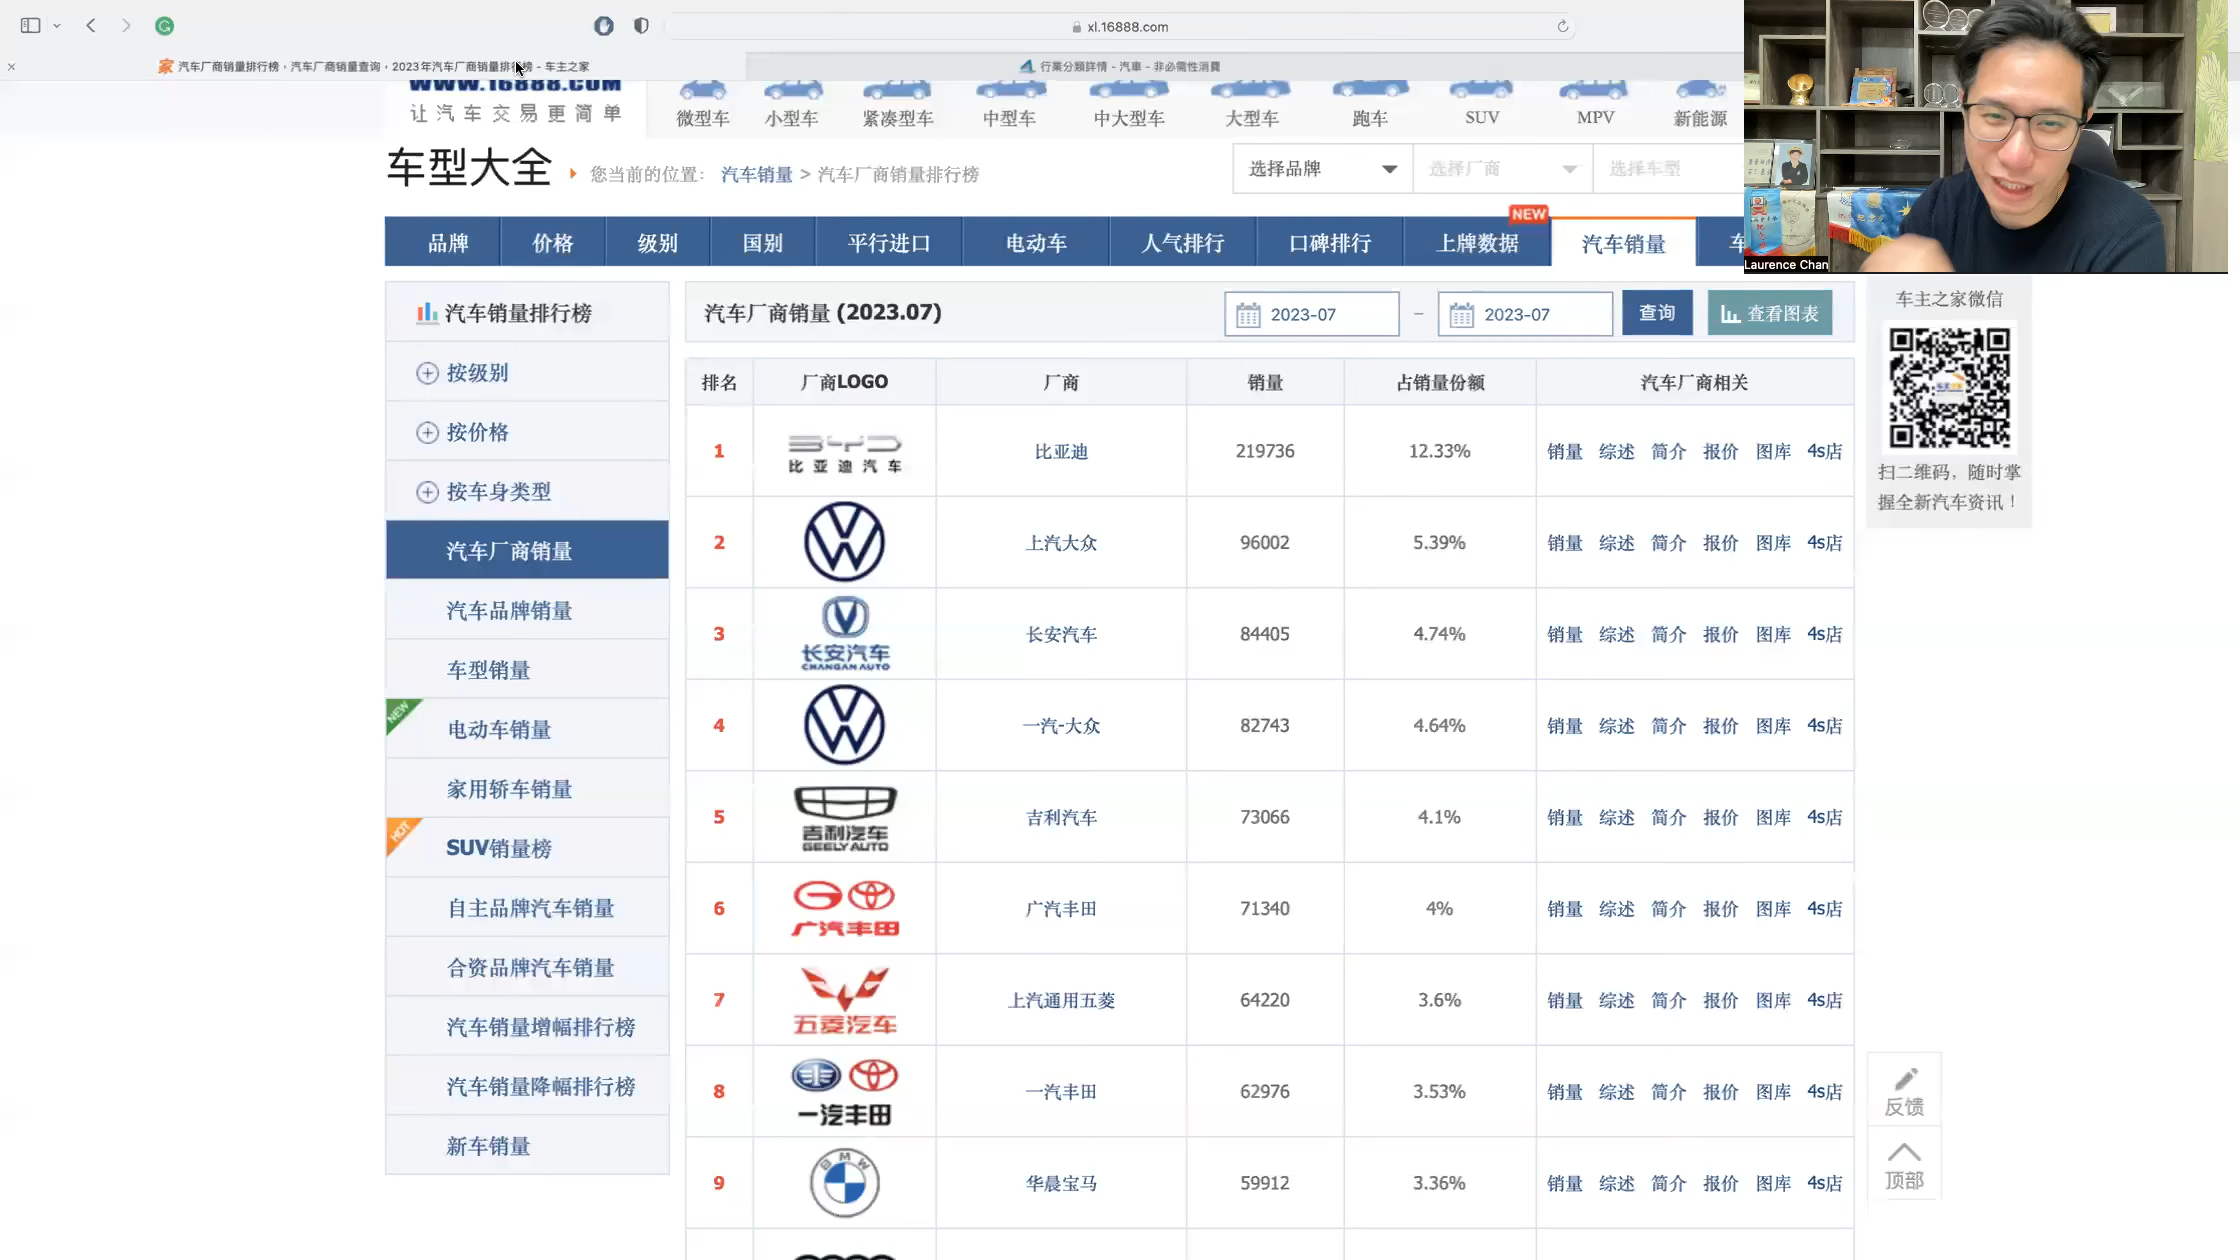 xl.16888.com
汽车厂商销量排行榜，汽车厂商销量查询，2023年汽车厂商销量排行榜 - 车主之家
行業分類詳情 - 汽車 - 非必需性消費
www.16888.com
让汽车交易更简单
微型车 小型车 紧凑型车 中型车 中大型车 大型车 跑车 SUV MPV 新能源
车型大全
您当前的位置： 汽车销量 > 汽车厂商销量排行榜
选择品牌 选择厂商 选择车型
NEW
品牌 价格 级别 国别 平行进口 电动车 人气排行 口碑排行 上牌数据 汽车销量
Laurence Chan
汽车销量排行榜
按级别
按价格
按车身类型
汽车厂商销量
汽车品牌销量
车型销量
NEW
电动车销量
家用轿车销量
HOT
SUV销量榜
自主品牌汽车销量
合资品牌汽车销量
汽车销量增幅排行榜
汽车销量降幅排行榜
新车销量
汽车厂商销量 (2023.07)
2023-07 – 2023-07 查询 查看图表
排名 厂商LOGO 厂商 销量 占销量份额 汽车厂商相关
1 BYD 比亚迪汽车 比亚迪 219736 12.33% 销量 综述 简介 报价 图库 4s店
2 上汽大众 96002 5.39% 销量 综述 简介 报价 图库 4s店
3 长安汽车 CHANGAN AUTO 长安汽车 84405 4.74% 销量 综述 简介 报价 图库 4s店
4 一汽-大众 82743 4.64% 销量 综述 简介 报价 图库 4s店
5 吉利汽车 GEELY AUTO 吉利汽车 73066 4.1% 销量 综述 简介 报价 图库 4s店
6 广汽丰田 广汽丰田 71340 4% 销量 综述 简介 报价 图库 4s店
7 五菱汽车 上汽通用五菱 64220 3.6% 销量 综述 简介 报价 图库 4s店
8 一汽丰田 一汽丰田 62976 3.53% 销量 综述 简介 报价 图库 4s店
9 BMW 华晨宝马 59912 3.36% 销量 综述 简介 报价 图库 4s店
车主之家微信
扫二维码，随时掌
握全新汽车资讯！
反馈
顶部